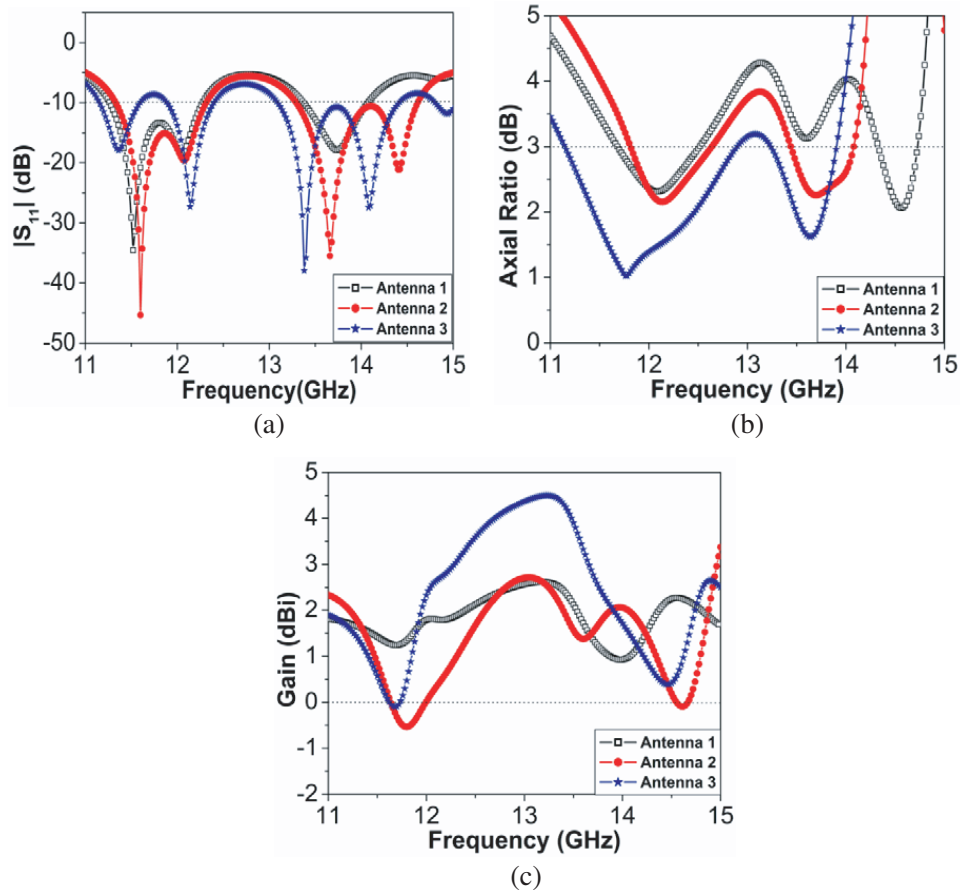 0
-10
-20
-30
-40
-50
|S11| (dB)
Antenna 1
Antenna 2
Antenna 3
11 12 13 14 15
Frequency(GHz)
(a)
5
4
3
2
1
0
Axial Ratio (dB)
Antenna 1
Antenna 2
Antenna 3
11 12 13 14 15
Frequency (GHz)
(b)
5
4
3
2
1
0
-1
-2
Gain (dBi)
Antenna 1
Antenna 2
Antenna 3
11 12 13 14 15
Frequency (GHz)
(c)